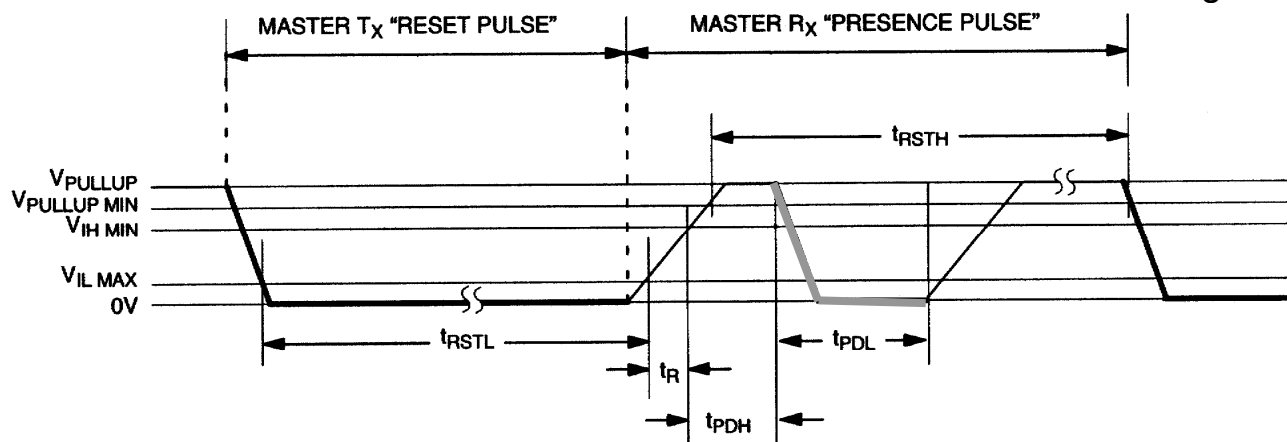 MASTER TX “RESET PULSE”
MASTER RX “PRESENCE PULSE”
tRSTH
VPULLUP
VPULLUP MIN
VIH MIN
VIL MAX
0V
tRSTL
tPDL
tR
tPDH